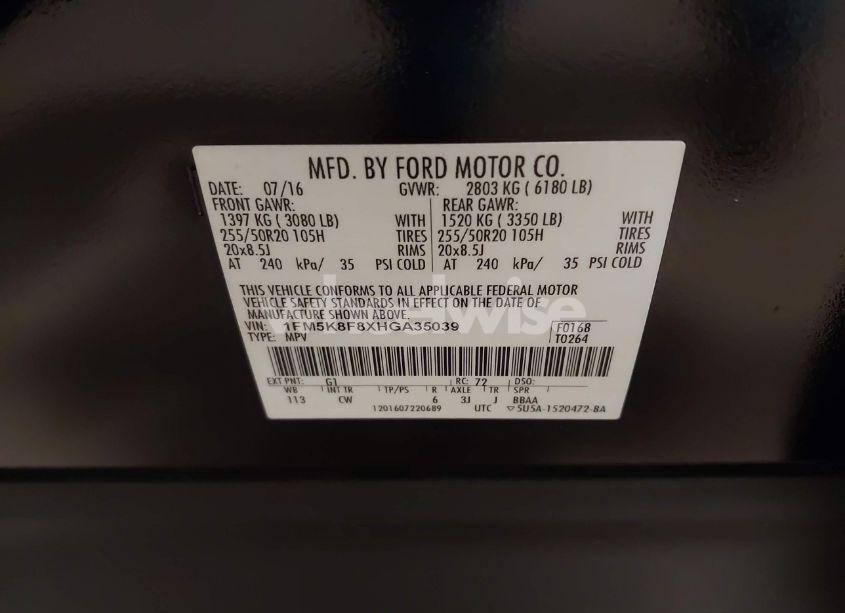 MFD. BY FORD MOTOR CO.
DATE: 07/16 GVWR: 2803 KG ( 6180 LB)
FRONT GAWR: REAR GAWR:
1397 KG ( 3080 LB) WITH 1520 KG ( 3350 LB) WITH
255/50R20 105H TIRES 255/50R20 105H TIRES
20x8.5J RIMS 20x8.5J RIMS
AT 240 kPa/ 35 PSI COLD AT 240 kPa/ 35 PSI COLD
THIS VEHICLE CONFORMS TO ALL APPLICABLE FEDERAL MOTOR
VEHICLE SAFETY STANDARDS IN EFFECT ON THE DATE OF
MANUFACTURE SHOWN ABOVE.
VIN: 1FM5K8F8XHGA35039 F0168
TYPE: MPV T0264
EXT PNT: G1 RC: 72 DSO:
WB INT TR TP/PS R AXLE TR SPR
113 CW 6 3J J BBAA
1201607220689 UTC 5U5A-1520472-BA